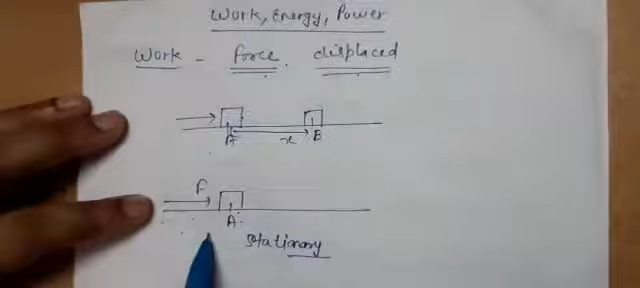 Work, Energy, Power
Work - force. displaced
A x B
F
A
Stationary